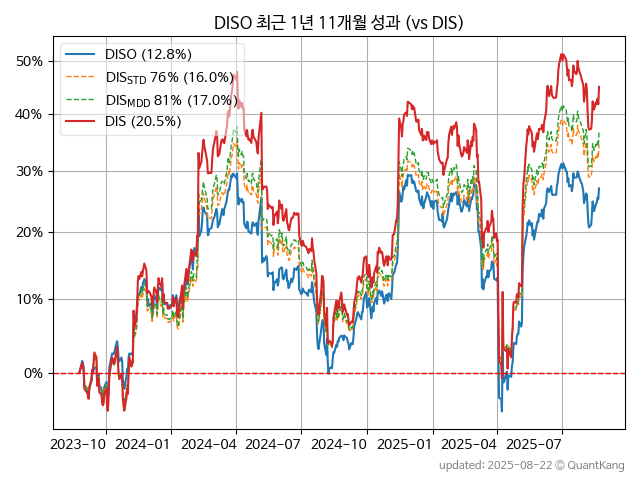 DISO 최근 1년 11개월 성과 (vs DIS)
DISO (12.8%)
DIS_STD 76% (16.0%)
DIS_MDD 81% (17.0%)
DIS (20.5%)
50%
40%
30%
20%
10%
0%
2023-10 2024-01 2024-04 2024-07 2024-10 2025-01 2025-04 2025-07
updated: 2025-08-22 © QuantKang